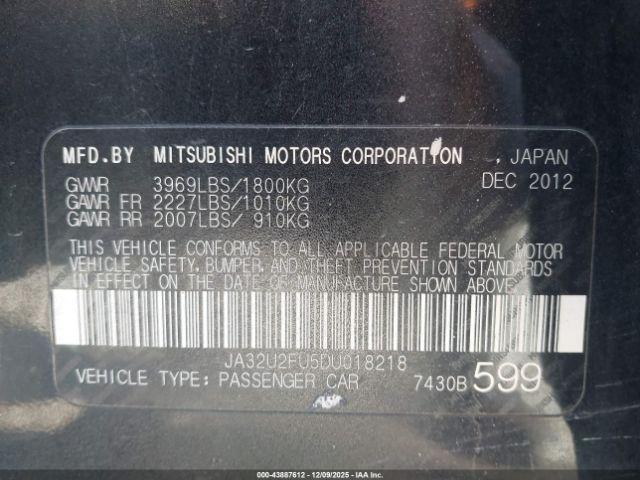 MFD.BY MITSUBISHI MOTORS CORPORATION , JAPAN
GVWR 3969LBS/1800KG DEC 2012
GAWR FR 2227LBS/1010KG
GAWR RR 2007LBS/ 910KG
THIS VEHICLE CONFORMS TO ALL APPLICABLE FEDERAL MOTOR
VEHICLE SAFETY, BUMPER, AND THEFT PREVENTION STANDARDS
IN EFFECT ON THE DATE OF MANUFACTURE SHOWN ABOVE.
JA32U2FU5DU018218
VEHICLE TYPE: PASSENGER CAR 7430B 599
000-43887612 - 12/09/2025 - © 2025 IAA Inc.